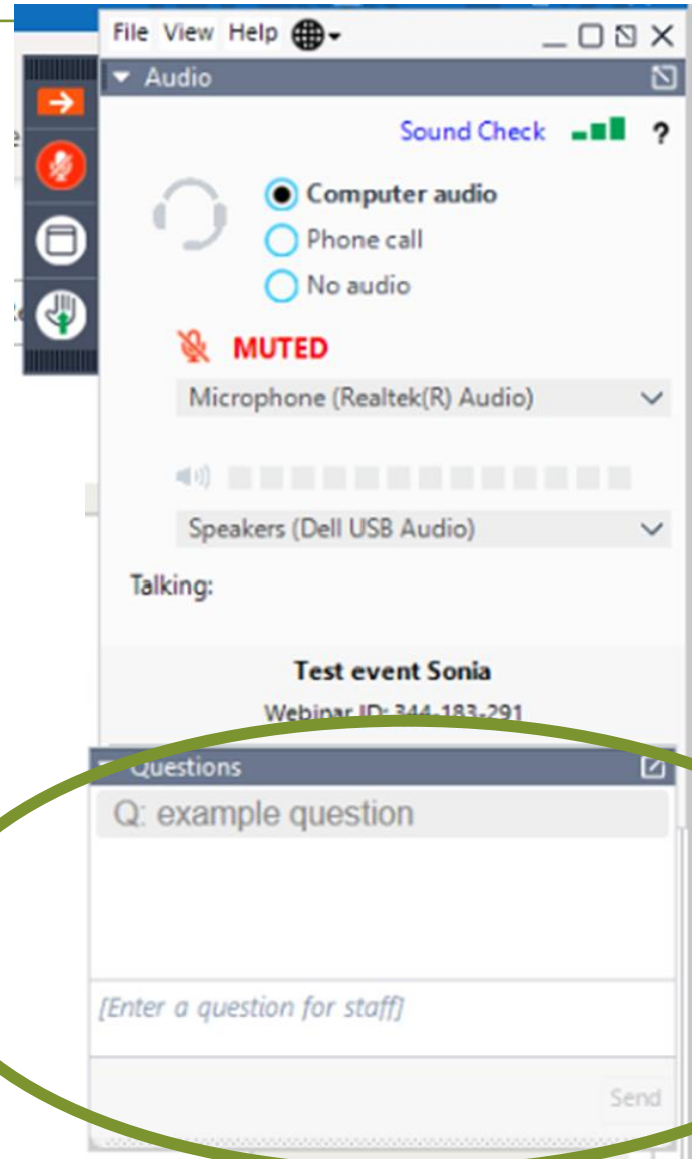 File View Help
Audio
Sound Check ?
Computer audio
Phone call
No audio
MUTED
Microphone (Realtek(R) Audio)
Speakers (Dell USB Audio)
Talking:
Test event Sonia
Webinar ID: 344-183-291
Questions
Q: example question
[Enter a question for staff]
Send